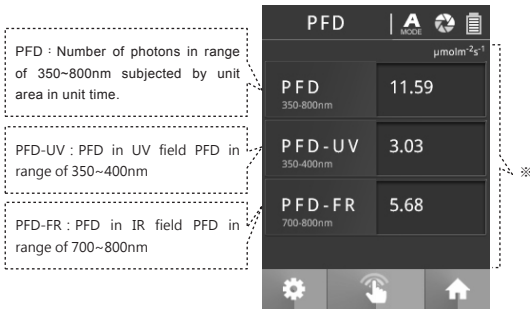 PFD
A
MODE
μmolm⁻²s⁻¹
PFD : Number of photons in range
of 350~800nm subjected by unit
area in unit time.
PFD 11.59
350-800nm
PFD-UV : PFD in UV field PFD in
range of 350~400nm
PFD-UV 3.03
350-400nm
PFD-FR : PFD in IR field PFD in
range of 700~800nm
PFD-FR 5.68
700-800nm
※